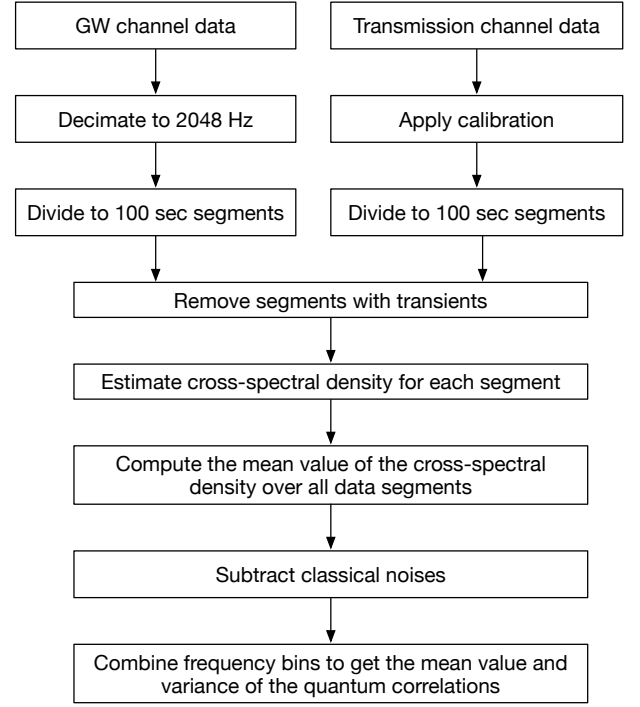 GW channel data
Transmission channel data
Decimate to 2048 Hz
Apply calibration
Divide to 100 sec segments
Divide to 100 sec segments
Remove segments with transients
Estimate cross-spectral density for each segment
Compute the mean value of the cross-spectral
density over all data segments
Subtract classical noises
Combine frequency bins to get the mean value and
variance of the quantum correlations